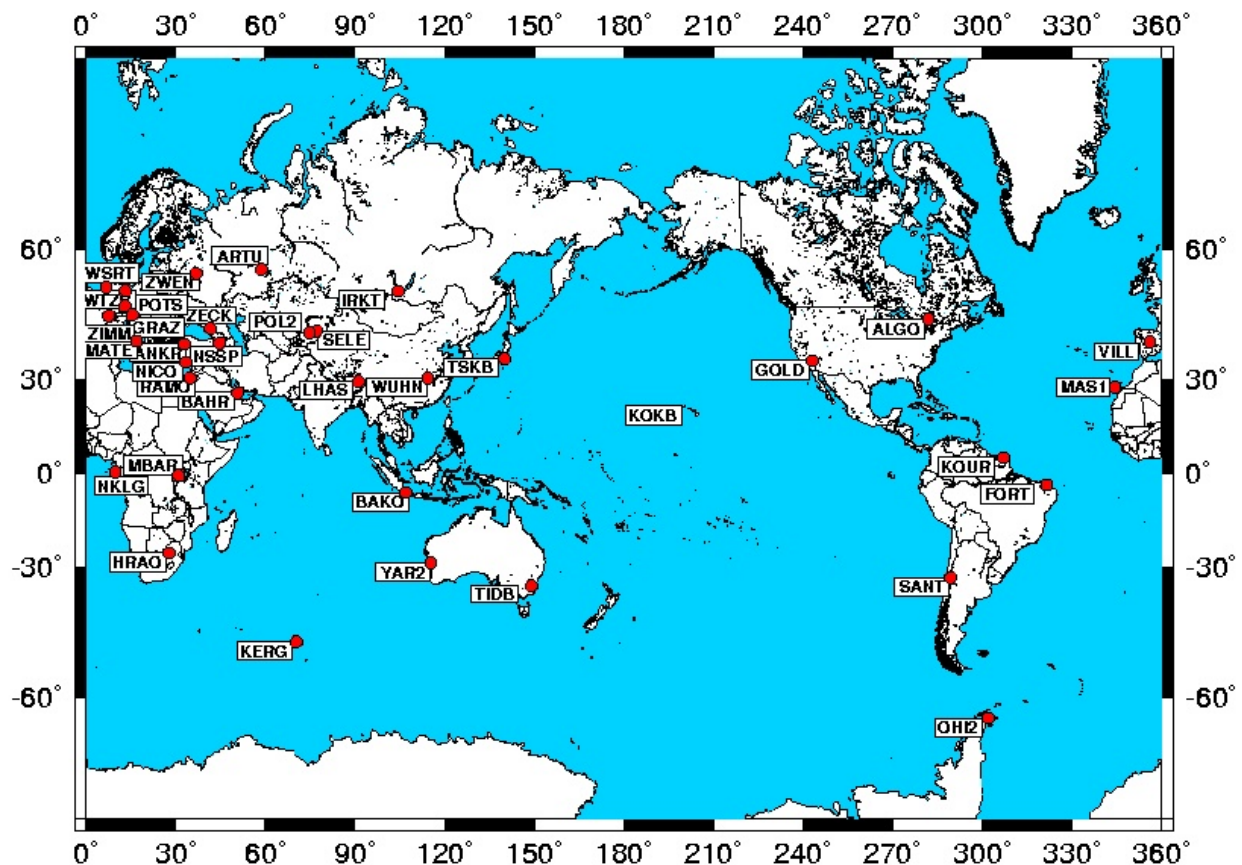 0° 30° 60° 90° 120° 150° 180° 210° 240° 270° 300° 330° 360°
60° 60°
WSRT
ARTU
ZWEN
WTZ POTS
IRKT
ZECK
POL2
GRAZ
ZIMM
SELE
ALGO
MATE
ANKR
NSSP
VILL
TSKB
GOLD
NICO
30° 30°
RAMO
LHAS
WUHN
MAS1
BAHR
KOKB
MBAR
KOUR
0° 0°
NKLG
FORT
BAKO
HRAO
-30° -30°
YAR2
SANT
TIDB
KERG
-60° -60°
OHI2
0° 30° 60° 90° 120° 150° 180° 210° 240° 270° 300° 330° 360°